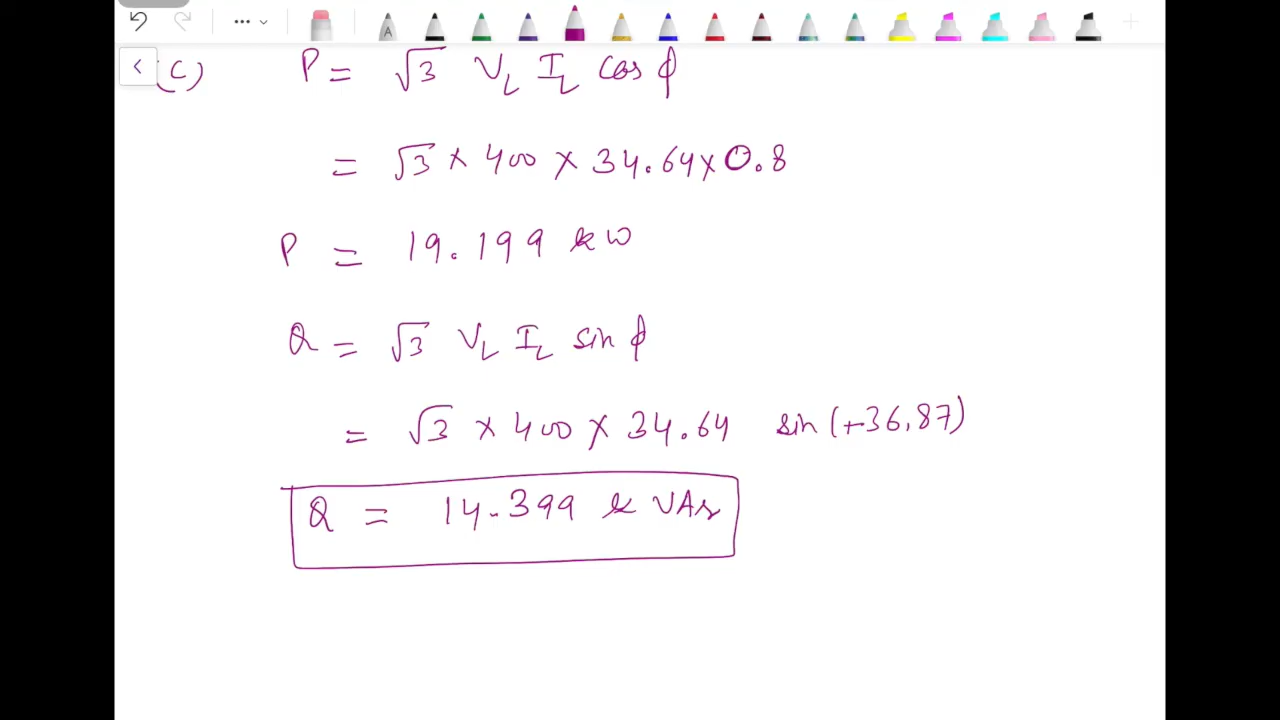 (C) P = √3 V_L I_L cos ϕ
= √3 × 400 × 34.64 × 0.8
P = 19.199 kW
Q = √3 V_L I_L sin ϕ
= √3 × 400 × 34.64 sin (+36.87)
Q = 14.399 k VAr